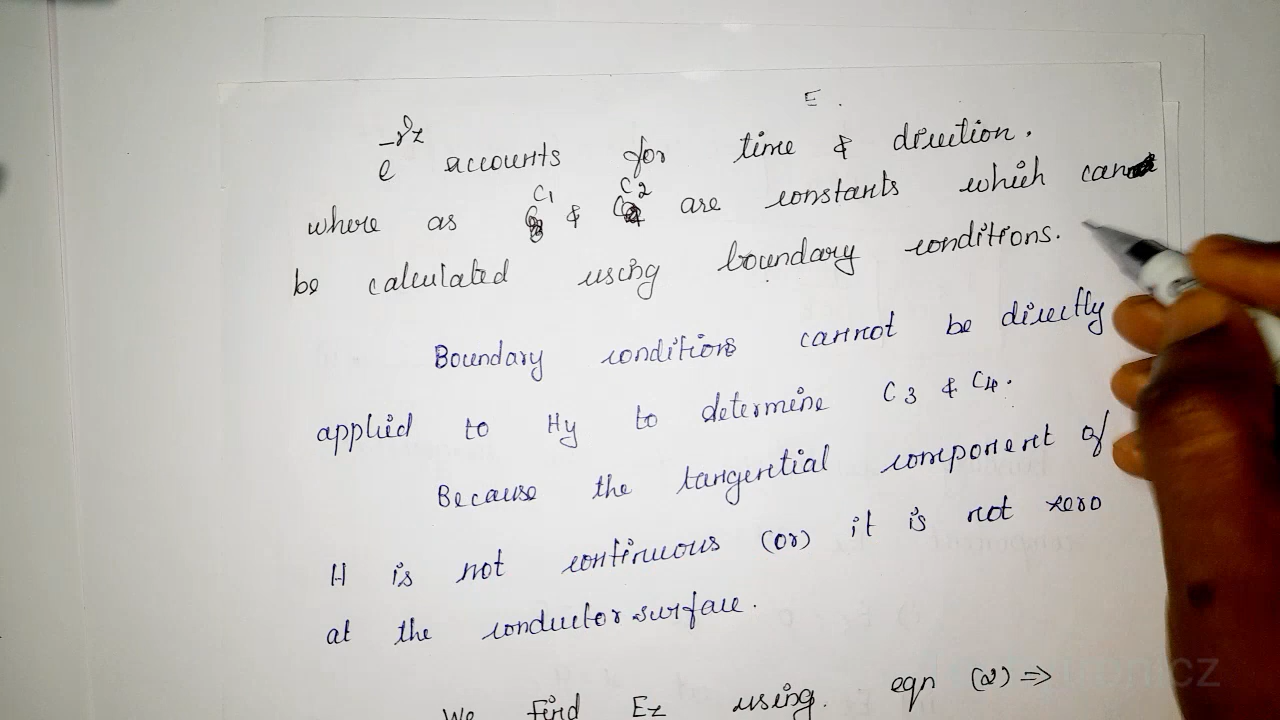 E.
e^-γz accounts for time & direction.
where as C1 & C2 are constants which can
be calculated using boundary conditions.
Boundary conditions cannot be directly
applied to Hy to determine C3 & C4.
Because the tangential component of
H is not continuous (or) it is not zero
at the conductor surface.
We find Ez using eqn (2) ⇒